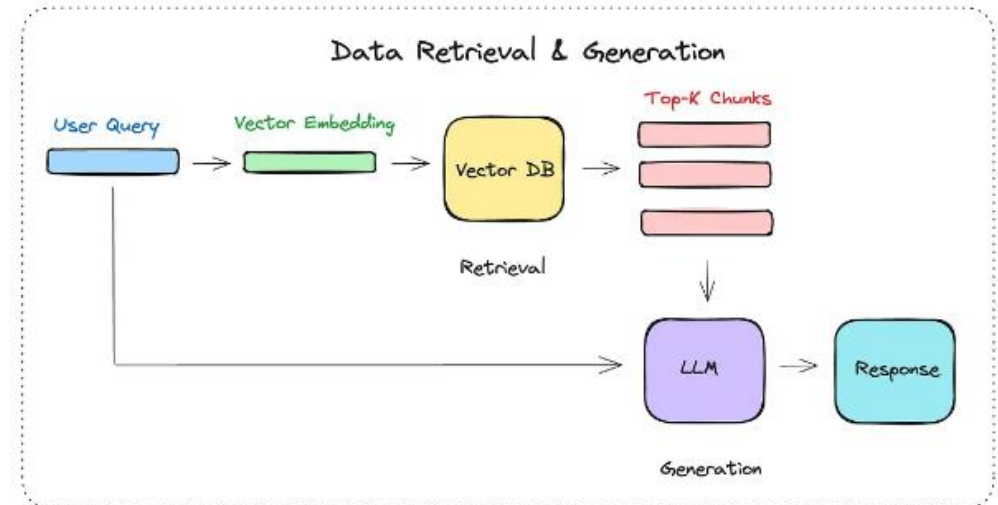 Data Retrieval & Generation
User Query
Vector Embedding
Top-K Chunks
Vector DB
Retrieval
LLM
Response
Generation